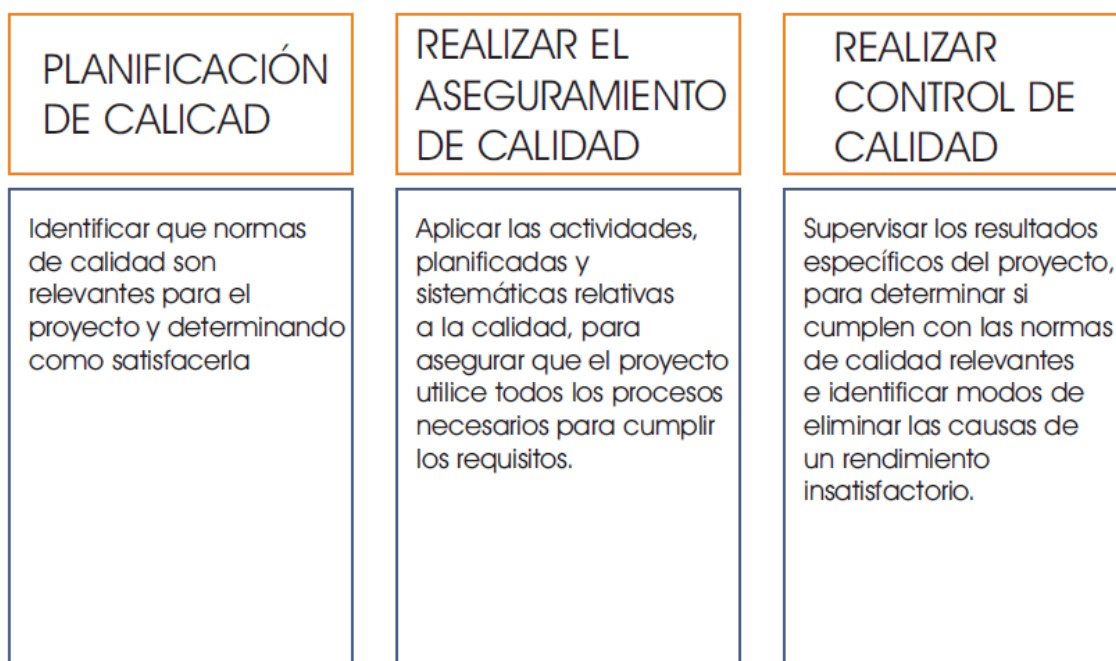 PLANIFICACIÓN
DE CALICAD
Identificar que normas
de calidad son
relevantes para el
proyecto y determinando
como satisfacerla
REALIZAR EL
ASEGURAMIENTO
DE CALIDAD
Aplicar las actividades,
planificadas y
sistemáticas relativas
a la calidad, para
asegurar que el proyecto
utilice todos los procesos
necesarios para cumplir
los requisitos.
REALIZAR
CONTROL DE
CALIDAD
Supervisar los resultados
específicos del proyecto,
para determinar si
cumplen con las normas
de calidad relevantes
e identificar modos de
eliminar las causas de
un rendimiento
insatisfactorio.